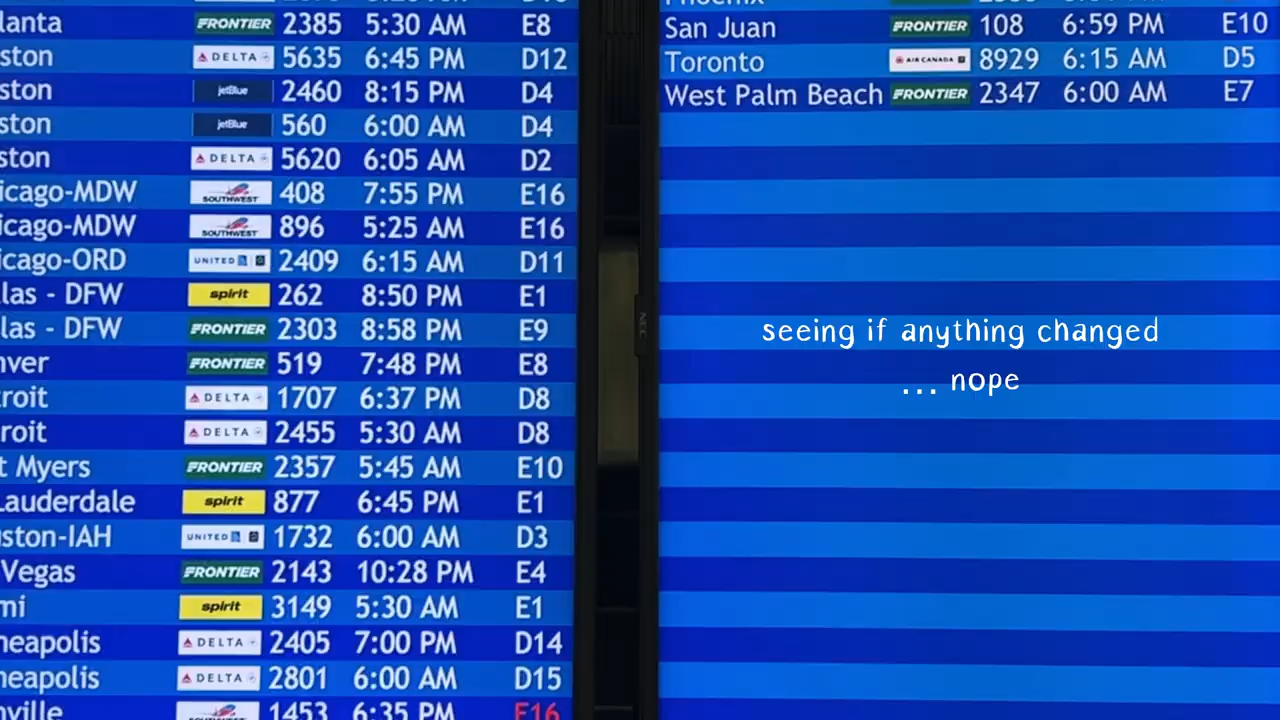 lanta FRONTIER 2385 5:30 AM E8
ston DELTA 5635 6:45 PM D12
ston jetBlue 2460 8:15 PM D4
ston jetBlue 560 6:00 AM D4
ston DELTA 5620 6:05 AM D2
icago-MDW SOUTHWEST 408 7:55 PM E16
icago-MDW SOUTHWEST 896 5:25 AM E16
icago-ORD UNITED 2409 6:15 AM D11
las - DFW spirit 262 8:50 PM E1
las - DFW FRONTIER 2303 8:58 PM E9
nver FRONTIER 519 7:48 PM E8
roit DELTA 1707 6:37 PM D8
roit DELTA 2455 5:30 AM D8
t Myers FRONTIER 2357 5:45 AM E10
Lauderdale spirit 877 6:45 PM E1
uston-IAH UNITED 1732 6:00 AM D3
Vegas FRONTIER 2143 10:28 PM E4
mi spirit 3149 5:30 AM E1
neapolis DELTA 2405 7:00 PM D14
neapolis DELTA 2801 6:00 AM D15
nville SOUTHWEST 1453 6:35 PM E16
San Juan FRONTIER 108 6:59 PM E10
Toronto AIR CANADA 8929 6:15 AM D5
West Palm Beach FRONTIER 2347 6:00 AM E7
NEC
seeing if anything changed
... nope